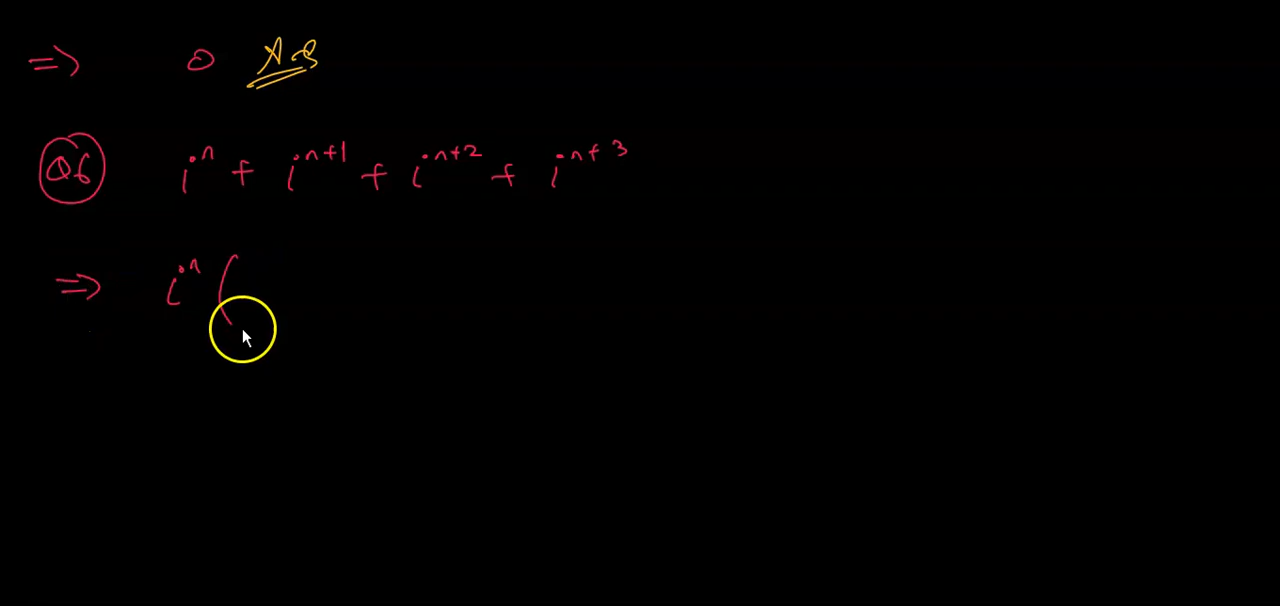 ⇒ 0 Ans
Q6 iⁿ + iⁿ⁺¹ + iⁿ⁺² + iⁿ⁺³
⇒ iⁿ (